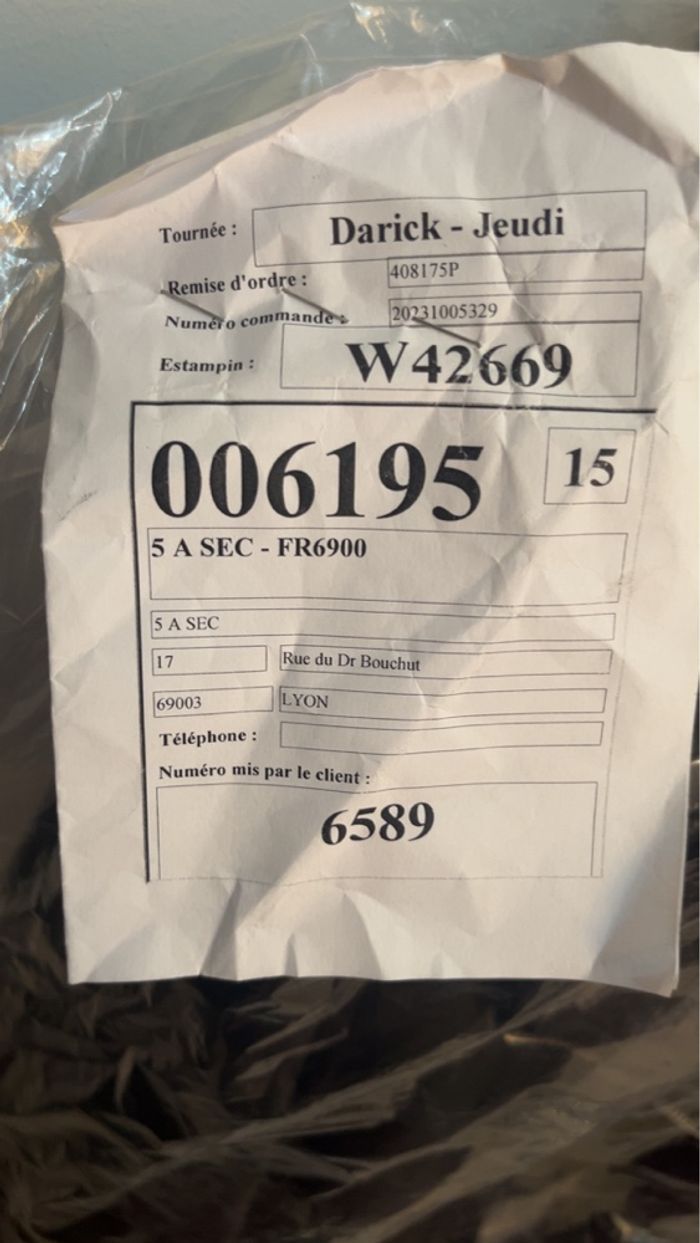 Tournée : Darick - Jeudi
Remise d'ordre : 408175P
Numéro commande : 20231005329
Estampin : W42669
006195 15
5 A SEC - FR6900
5 A SEC
17 Rue du Dr Bouchut
69003 LYON
Téléphone :
Numéro mis par le client :
6589